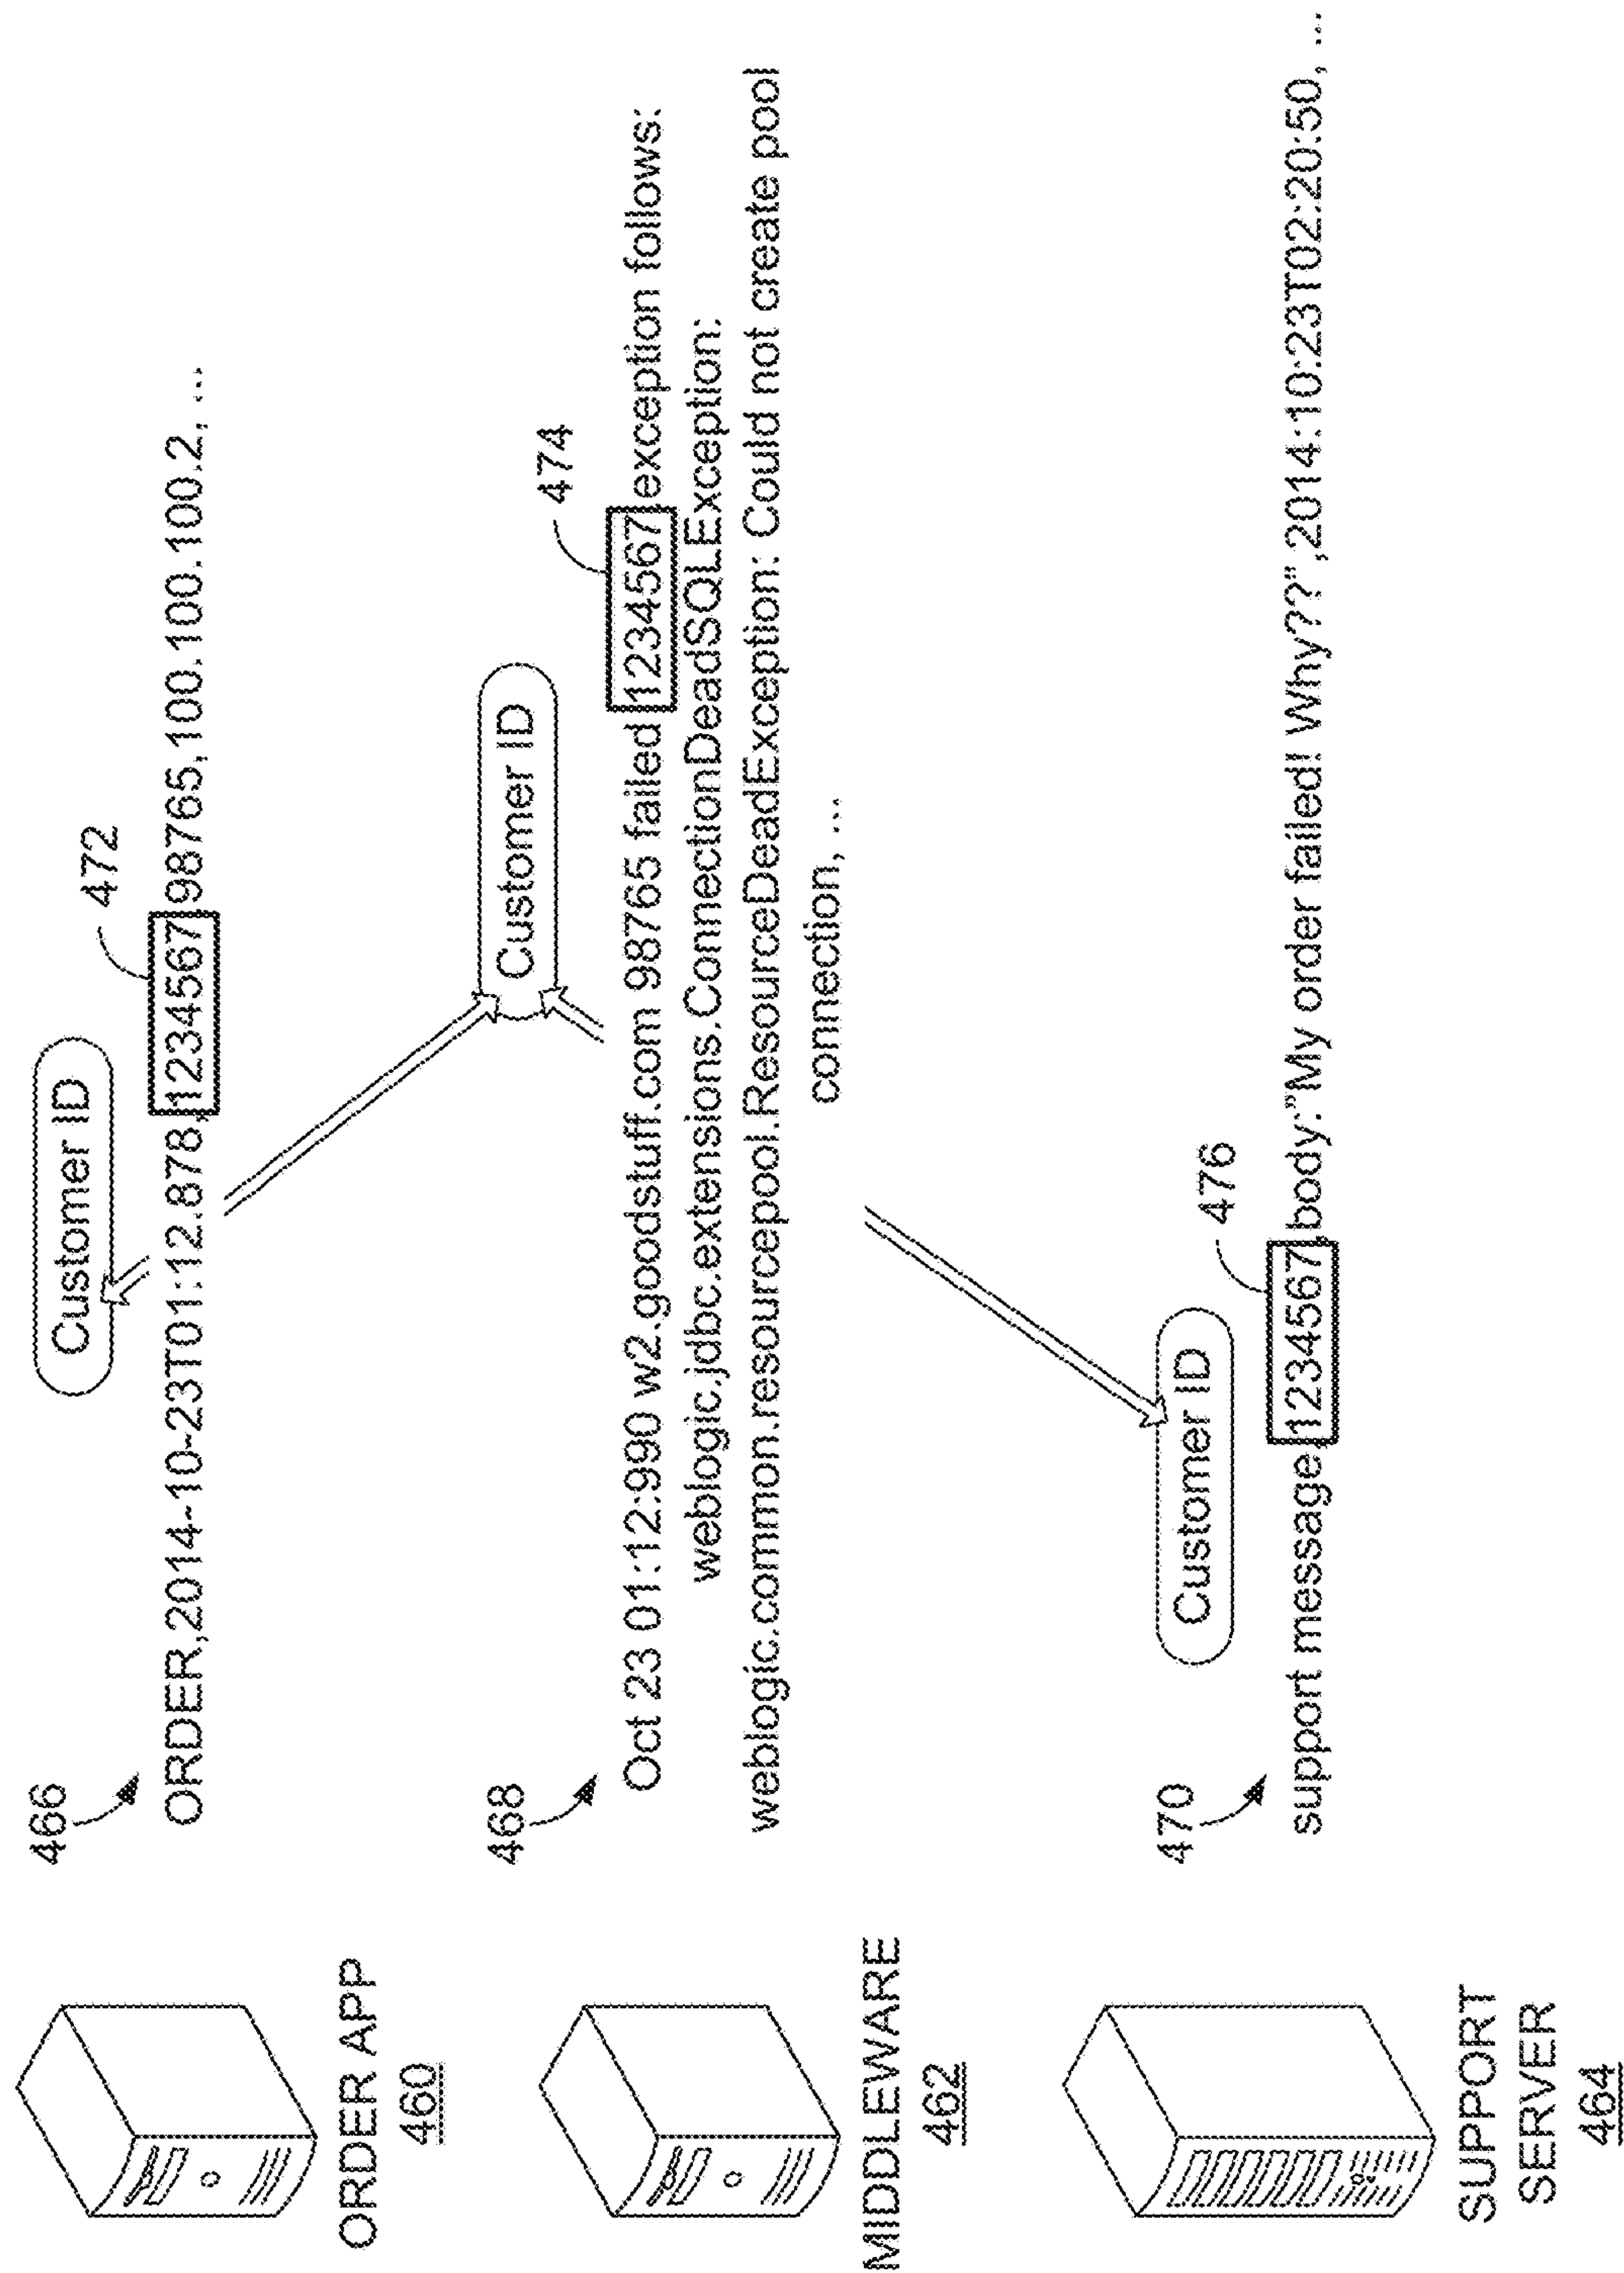 ORDER APP
460
466
Customer ID
472
ORDER,2014-10-23T01:12.878,1234567,98765,100.100.100.2, ...
MIDDLEWARE
462
468
Customer ID
474
Oct 23 01:12:990 w2.goodstuff.com 98765 failed 1234567,exception follows:
weblogic.jdbc.extensions.ConnectionDeadSQLException:
weblogic.common.resourcepool.ResourceDeadException: Could not create pool
connection, ...
SUPPORT
SERVER
464
470
Customer ID
476
support message,1234567,body:"My order failed! Why??",2014:10:23T02:20:50, ...